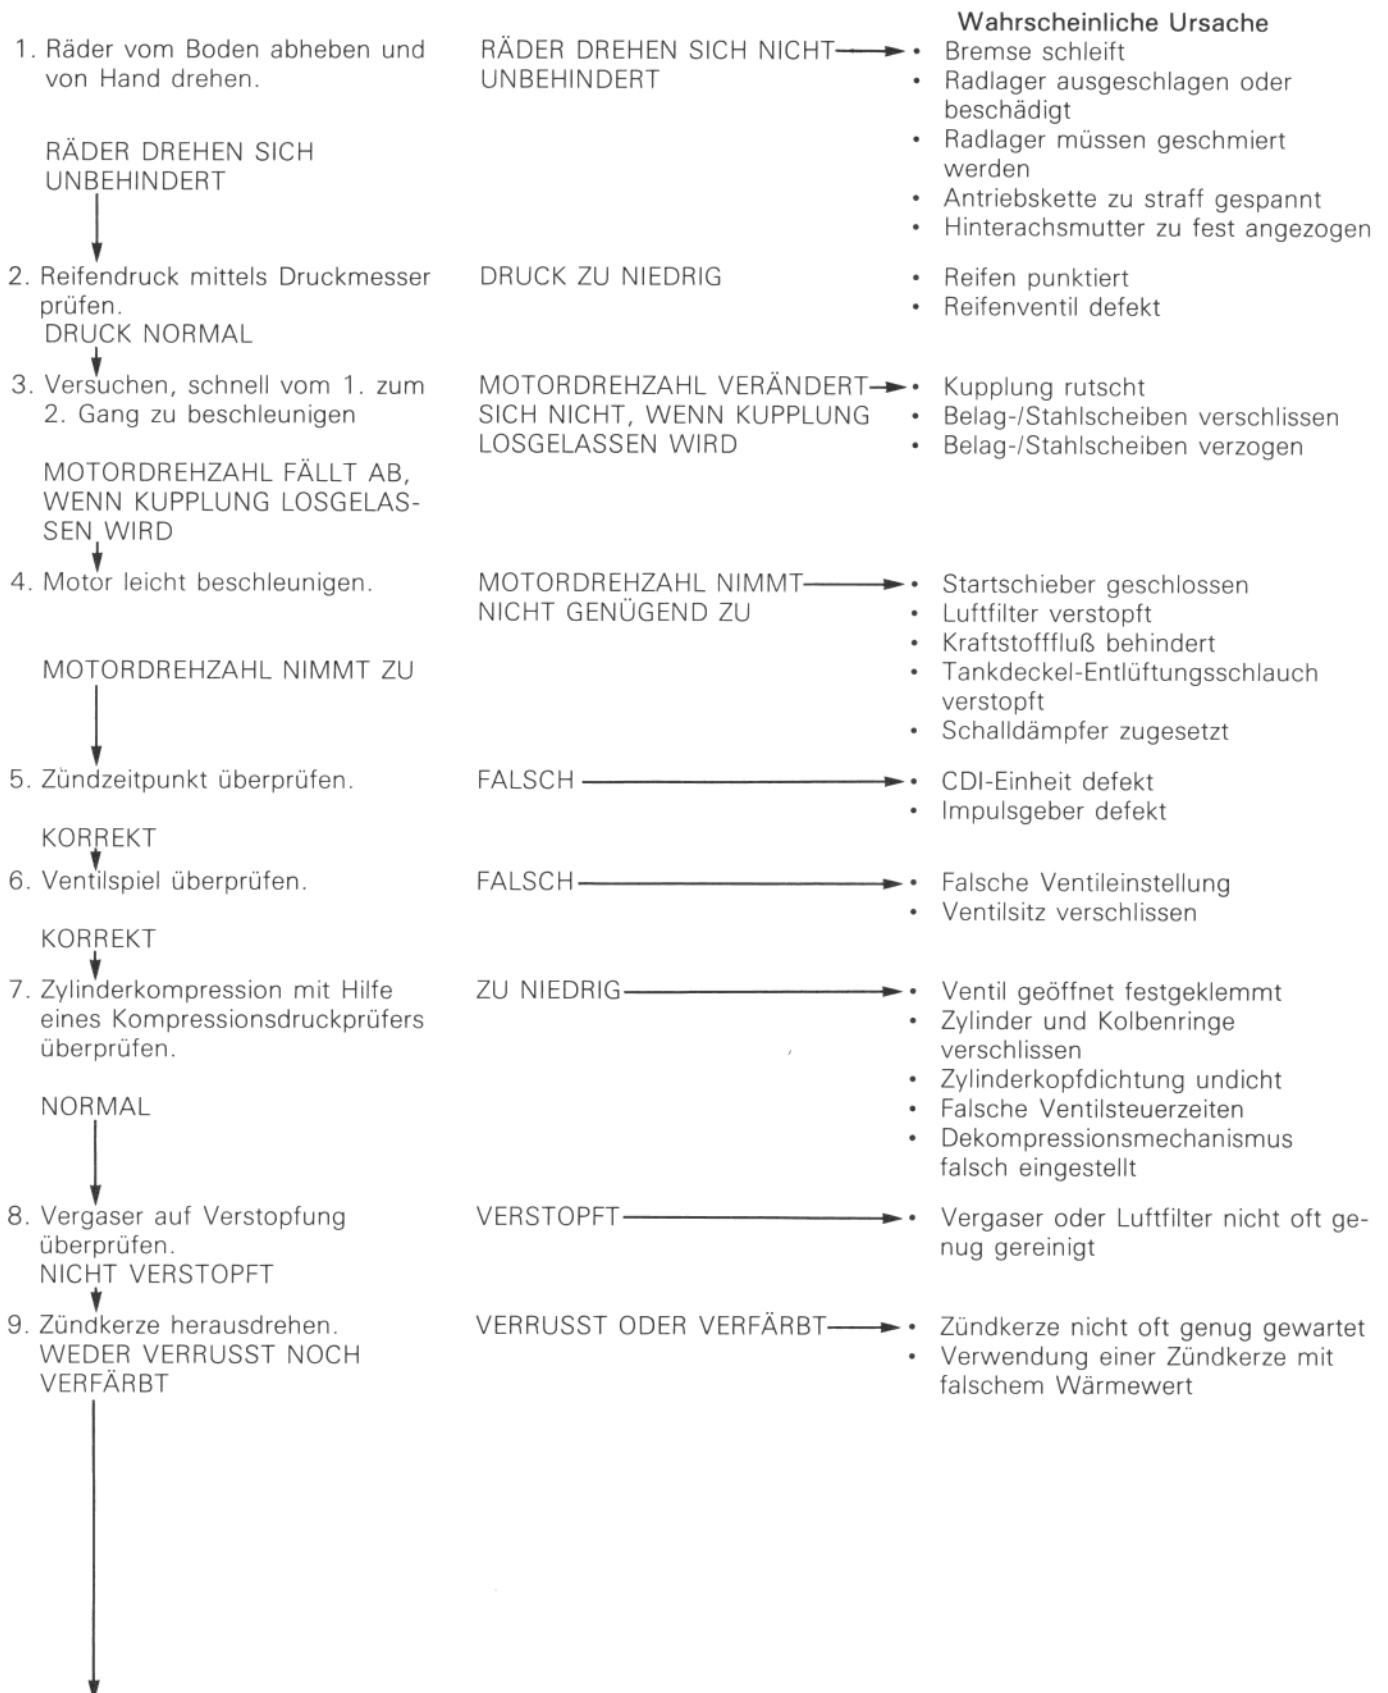 Wahrscheinliche Ursache
1. Räder vom Boden abheben und
von Hand drehen.
RÄDER DREHEN SICH
UNBEHINDERT
RÄDER DREHEN SICH NICHT
UNBEHINDERT
• Bremse schleift
• Radlager ausgeschlagen oder
beschädigt
• Radlager müssen geschmiert
werden
• Antriebskette zu straff gespannt
• Hinterachsmutter zu fest angezogen
2. Reifendruck mittels Druckmesser
prüfen.
DRUCK NORMAL
DRUCK ZU NIEDRIG
• Reifen punktiert
• Reifenventil defekt
3. Versuchen, schnell vom 1. zum
2. Gang zu beschleunigen
MOTORDREHZAHL FÄLLT AB,
WENN KUPPLUNG LOSGELAS-
SEN WIRD
MOTORDREHZAHL VERÄNDERT
SICH NICHT, WENN KUPPLUNG
LOSGELASSEN WIRD
• Kupplung rutscht
• Belag-/Stahlscheiben verschlissen
• Belag-/Stahlscheiben verzogen
4. Motor leicht beschleunigen.
MOTORDREHZAHL NIMMT ZU
MOTORDREHZAHL NIMMT
NICHT GENÜGEND ZU
• Startschieber geschlossen
• Luftfilter verstopft
• Kraftstofffluß behindert
• Tankdeckel-Entlüftungsschlauch
verstopft
• Schalldämpfer zugesetzt
5. Zündzeitpunkt überprüfen.
KORREKT
FALSCH
• CDI-Einheit defekt
• Impulsgeber defekt
6. Ventilspiel überprüfen.
KORREKT
FALSCH
• Falsche Ventileinstellung
• Ventilsitz verschlissen
7. Zylinderkompression mit Hilfe
eines Kompressionsdruckprüfers
überprüfen.
NORMAL
ZU NIEDRIG
• Ventil geöffnet festgeklemmt
• Zylinder und Kolbenringe
verschlissen
• Zylinderkopfdichtung undicht
• Falsche Ventilsteuerzeiten
• Dekompressionsmechanismus
falsch eingestellt
8. Vergaser auf Verstopfung
überprüfen.
NICHT VERSTOPFT
VERSTOPFT
• Vergaser oder Luftfilter nicht oft ge-
nug gereinigt
9. Zündkerze herausdrehen.
WEDER VERRUSST NOCH
VERFÄRBT
VERRUSST ODER VERFÄRBT
• Zündkerze nicht oft genug gewartet
• Verwendung einer Zündkerze mit
falschem Wärmewert